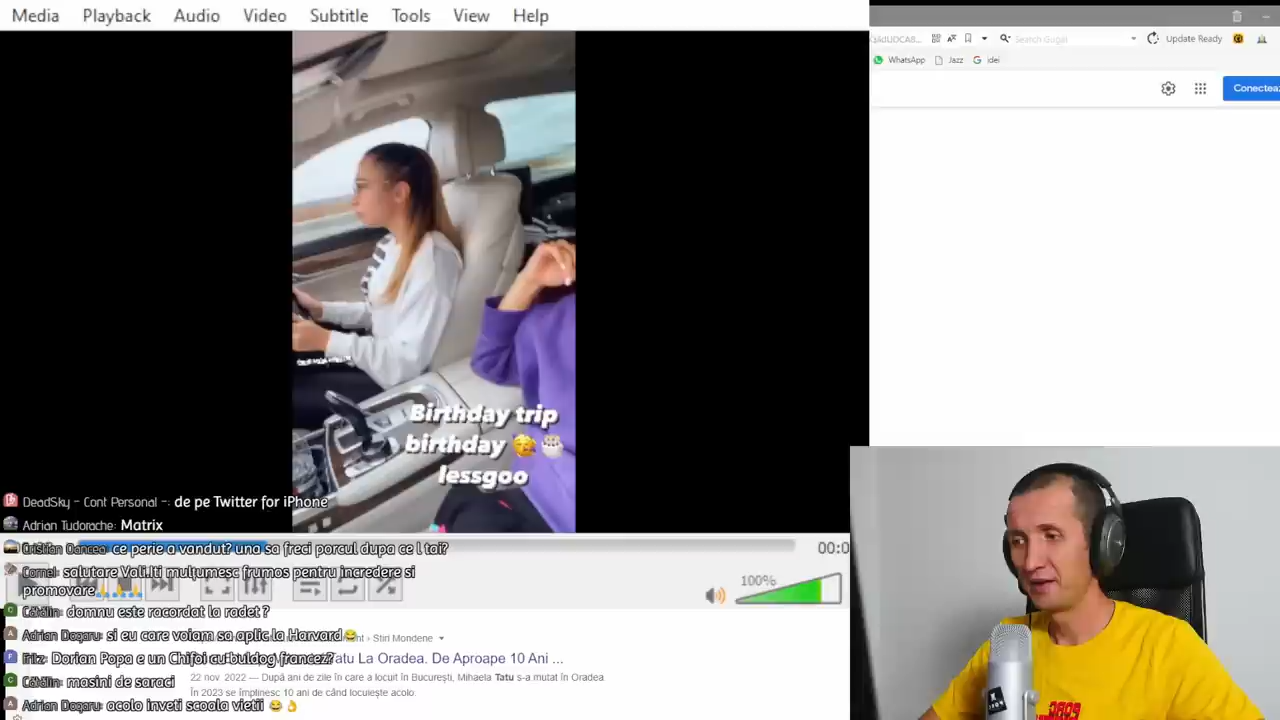 Media Playback Audio Video Subtitle Tools View Help
Search Gugăl
Update Ready
WhatsApp Jazz idei
Birthday trip
birthday 🥳🎂
lessgoo
DeadSky - Cont Personal -: de pe Twitter for iPhone
Adrian Tudorache: Matrix
Cristian Oancea: ce perie a vandut? una sa freci porcul dupa ce l tai?
Cornel: salutare Vali.Iti mulțumesc frumos pentru incredere si
promovare🙏🙏🙏
100%
Cătălin: domnu este racordat la radet ?
Adrian Dogaru: si eu care voiam sa aplic la Harvard😂
› Stiri Mondene
Fritz: Dorian Popa e un Chifoi cu buldog francez?
La Oradea. De Aproape 10 Ani ...
Cătălin: masini de saraci
22 nov. 2022 — După ani de zile în care a locuit în București, Mihaela Tatu s-a mutat în Oradea
În 2023 se împlinesc 10 ani de când locuiește acolo.
Adrian Dogaru: acolo inveti scoala vietii 😂👌